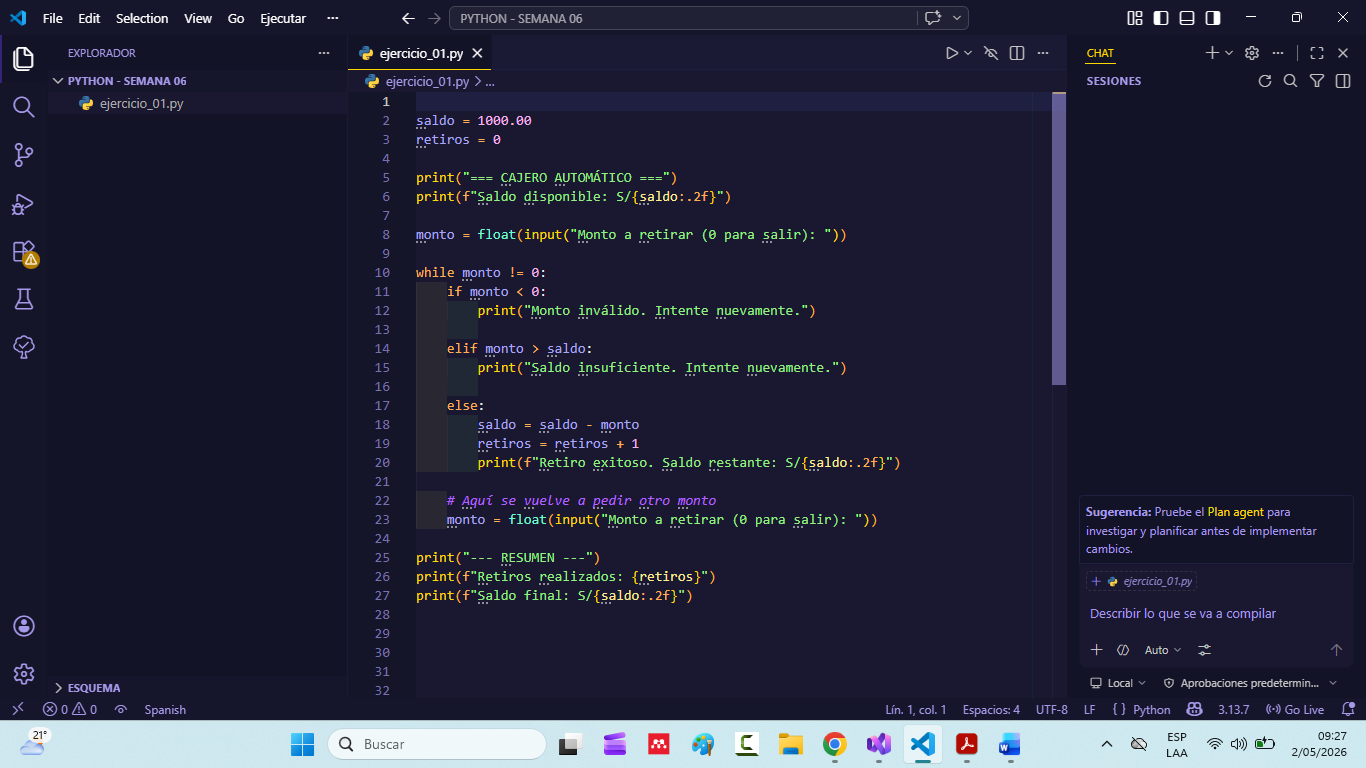 File Edit Selection View Go Ejecutar ···
PYTHON - SEMANA 06
EXPLORADOR ···
PYTHON - SEMANA 06
ejercicio_01.py
ESQUEMA
ejercicio_01.py
ejercicio_01.py > ...
1
2 saldo = 1000.00
3 retiros = 0
4
5 print("=== CAJERO AUTOMÁTICO ===")
6 print(f"Saldo disponible: S/{saldo:.2f}")
7
8 monto = float(input("Monto a retirar (0 para salir): "))
9
10 while monto != 0:
11     if monto < 0:
12         print("Monto inválido. Intente nuevamente.")
13
14     elif monto > saldo:
15         print("Saldo insuficiente. Intente nuevamente.")
16
17     else:
18         saldo = saldo - monto
19         retiros = retiros + 1
20         print(f"Retiro exitoso. Saldo restante: S/{saldo:.2f}")
21
22     # Aquí se vuelve a pedir otro monto
23     monto = float(input("Monto a retirar (0 para salir): "))
24
25 print("--- RESUMEN ---")
26 print(f"Retiros realizados: {retiros}")
27 print(f"Saldo final: S/{saldo:.2f}")
28
29
30
31
32
CHAT
SESIONES
Sugerencia: Pruebe el Plan agent para
investigar y planificar antes de implementar
cambios.
ejercicio_01.py
Describir lo que se va a compilar
Auto
Local Aprobaciones predetermin...
0 0 Spanish Lín. 1, col. 1 Espacios: 4 UTF-8 LF { } Python 3.13.7 Go Live
21°
Buscar
ESP
LAA
09:27
2/05/2026